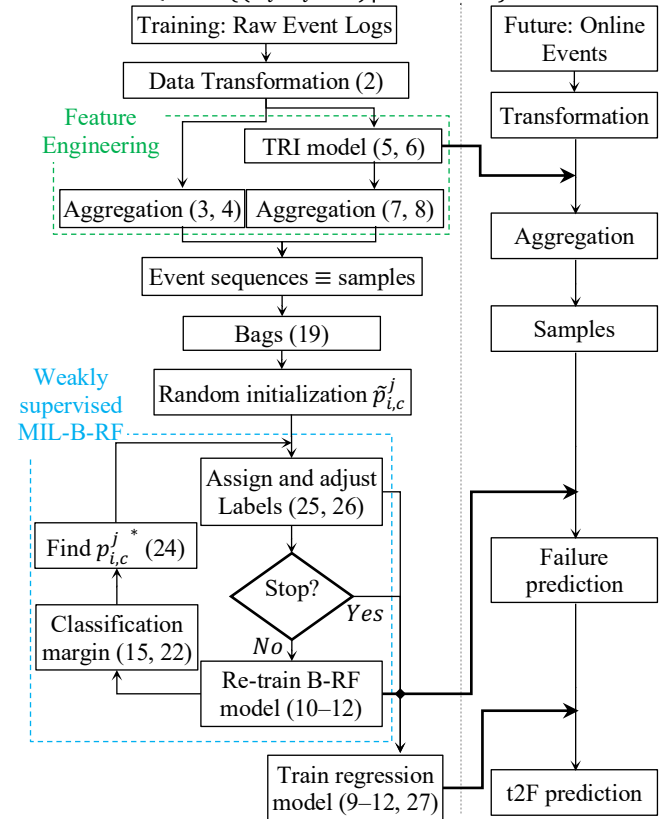 Training: Raw Event Logs
Data Transformation (2)
Feature
Engineering
TRI model (5, 6)
Aggregation (3, 4)
Aggregation (7, 8)
Event sequences ≡ samples
Bags (19)
Weakly
supervised
MIL-B-RF
Random initialization p̃ᵢ,꜀ʲ
Assign and adjust
Labels (25, 26)
Find pᵢ,꜀ʲ * (24)
Stop?
Yes
No
Classification
margin (15, 22)
Re-train B-RF
model (10–12)
Train regression
model (9–12, 27)
Future: Online
Events
Transformation
Aggregation
Samples
Failure
prediction
t2F prediction